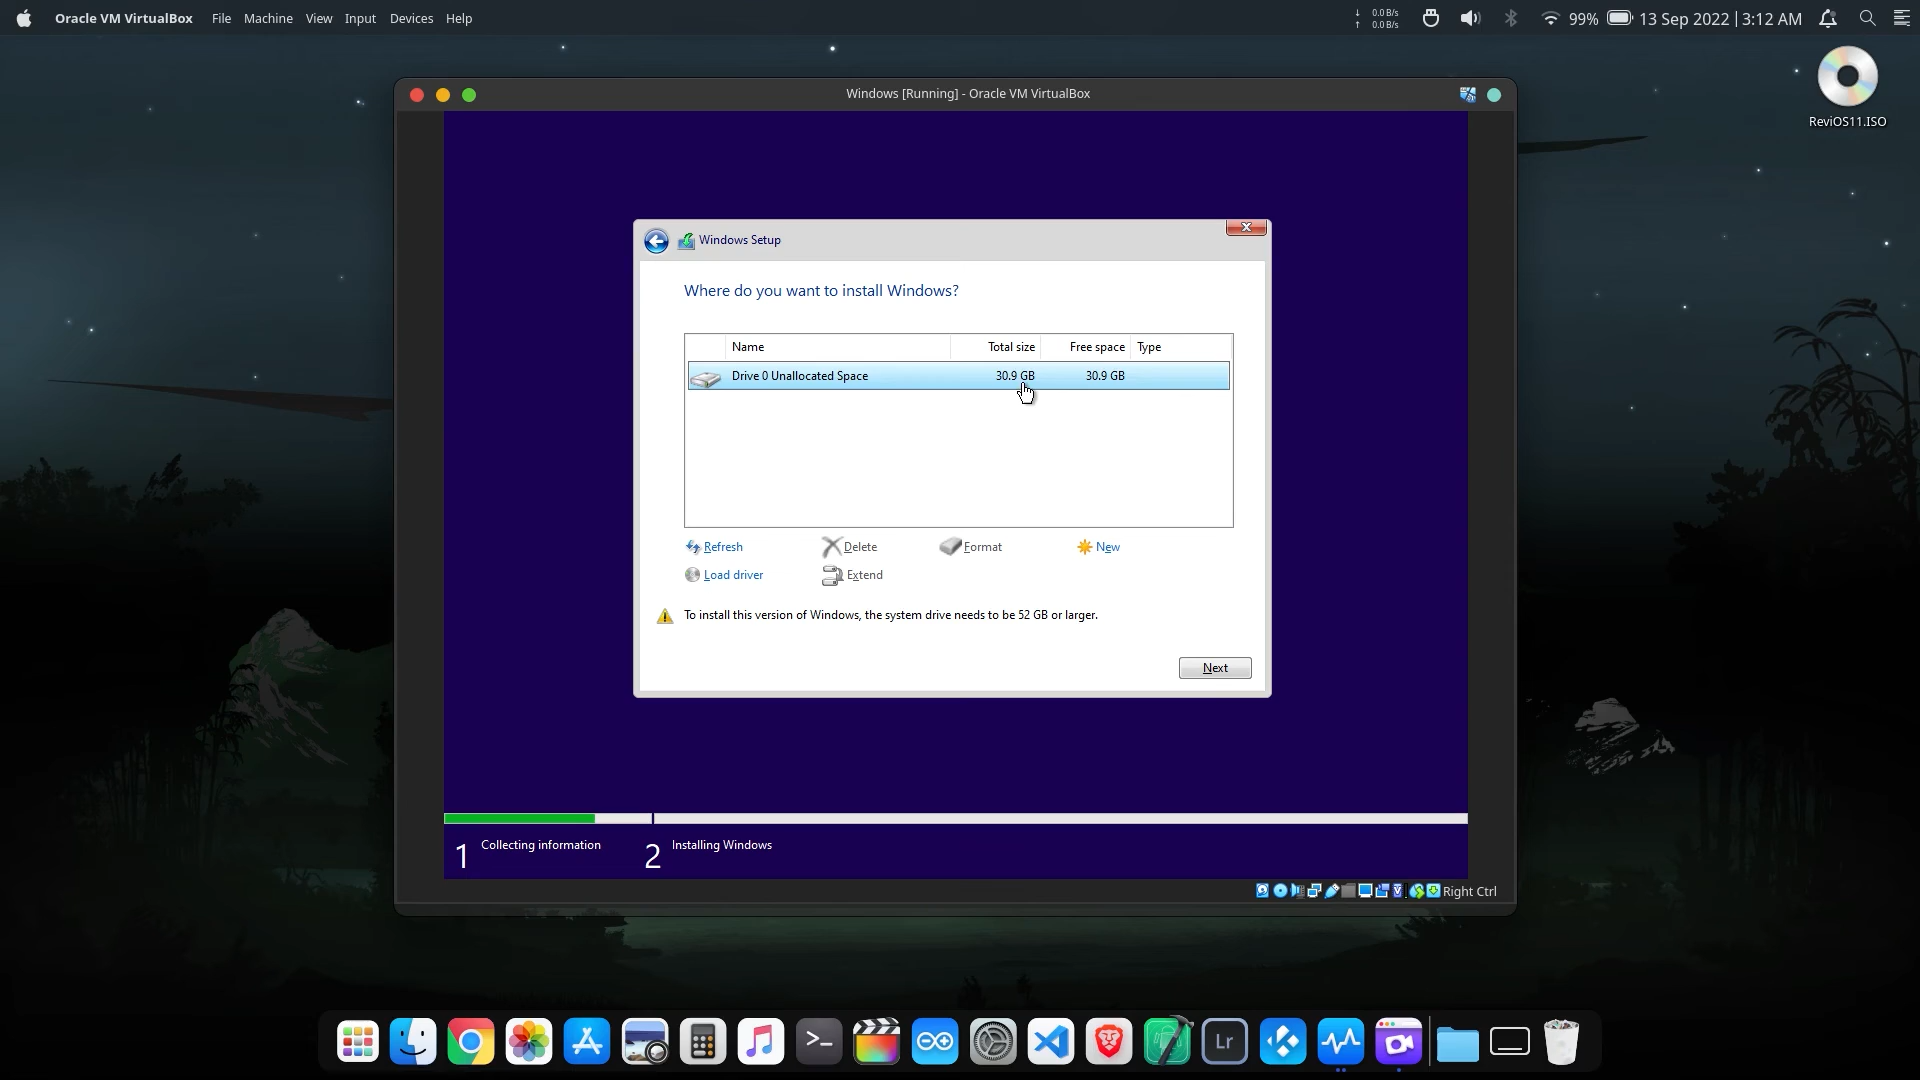 Oracle VM VirtualBox File Machine View Input Devices Help
0.0 B/s
0.0 B/s
99% 13 Sep 2022 | 3:12 AM
ReviOS11.ISO
Windows [Running] - Oracle VM VirtualBox
Windows Setup
Where do you want to install Windows?
Name Total size Free space Type
Drive 0 Unallocated Space 30.9 GB 30.9 GB
Refresh Delete Format New
Load driver Extend
To install this version of Windows, the system drive needs to be 52 GB or larger.
Next
1 Collecting information 2 Installing Windows
Right Ctrl
Lr